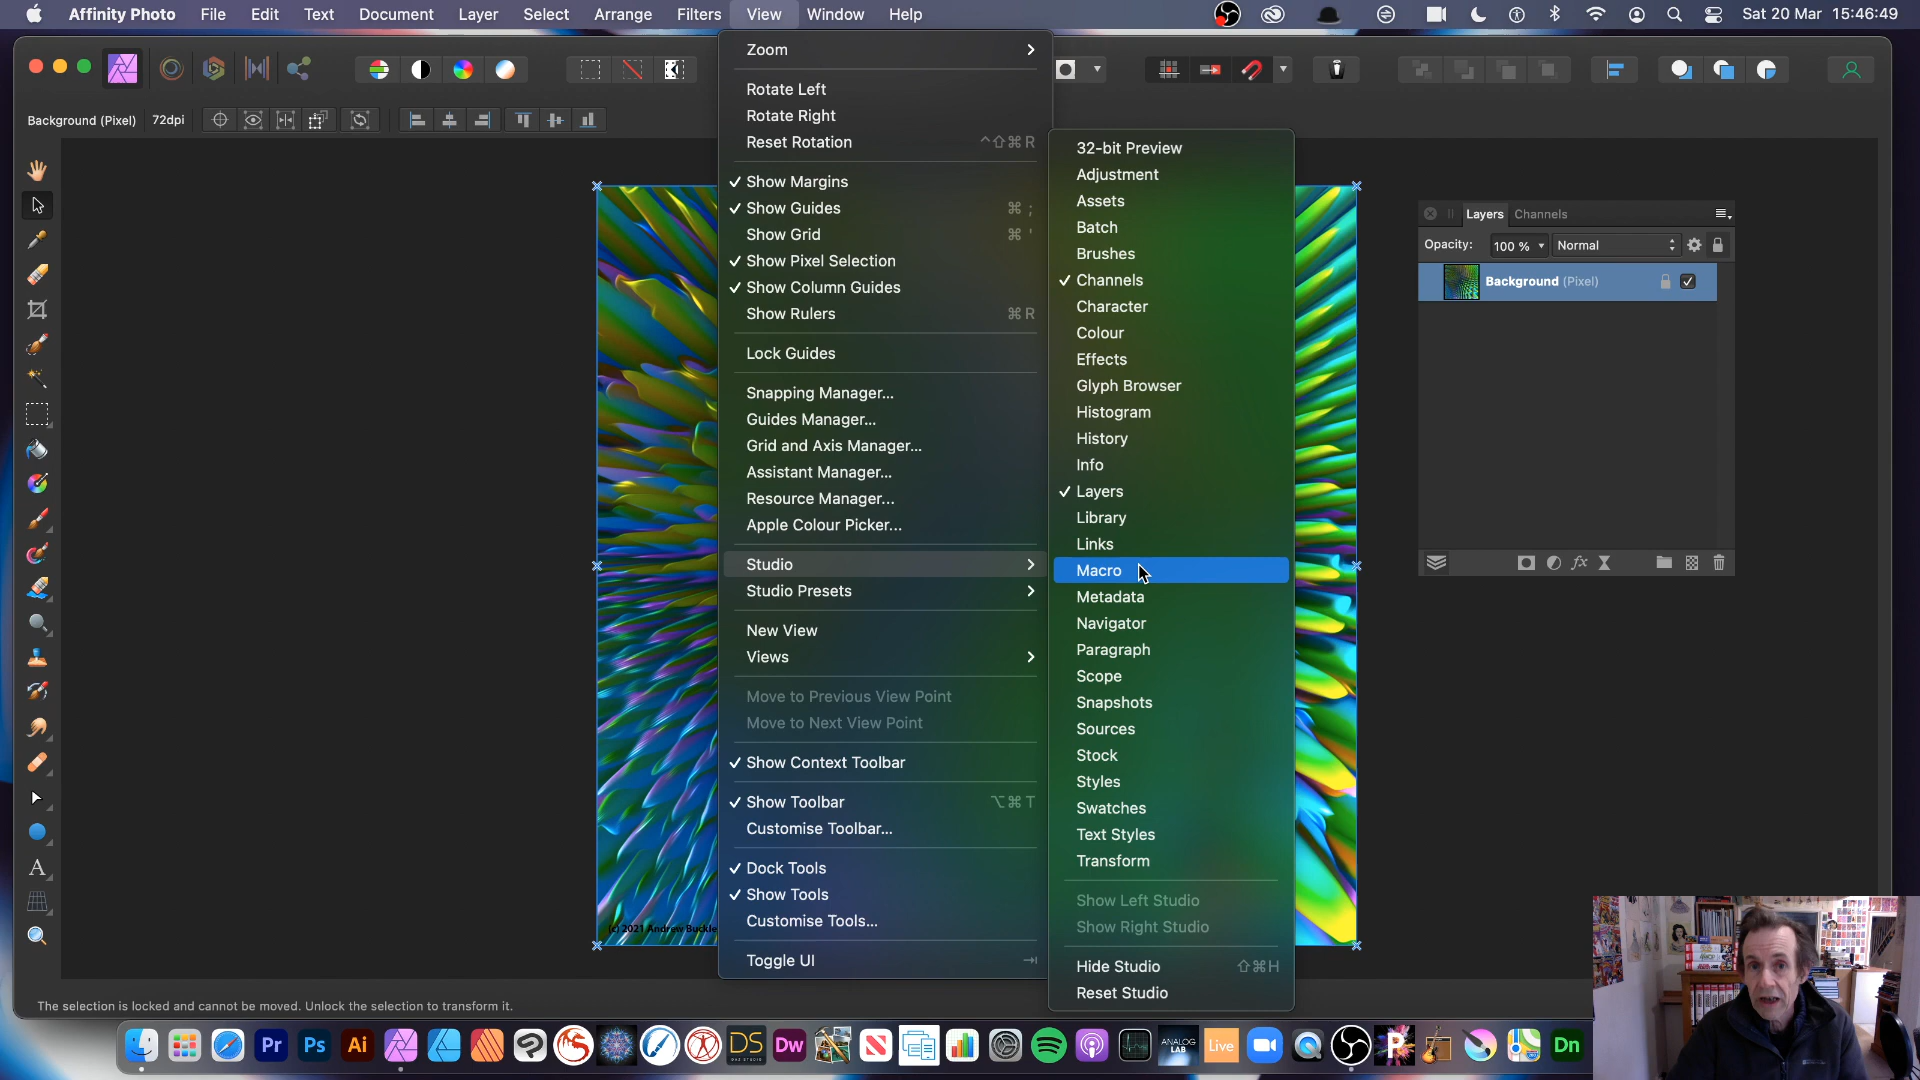 Affinity Photo File Edit Text Document Layer Select Arrange Filters View Window Help Sat 20 Mar 15:46:49
Background (Pixel) 72dpi
Zoom
Rotate Left
Rotate Right
Reset Rotation ^⇧⌘R
✓ Show Margins
✓ Show Guides ⌘;
Show Grid ⌘'
✓ Show Pixel Selection
✓ Show Column Guides
Show Rulers ⌘R
Lock Guides
Snapping Manager...
Guides Manager...
Grid and Axis Manager...
Assistant Manager...
Resource Manager...
Apple Colour Picker...
Studio
Studio Presets
New View
Views
Move to Previous View Point
Move to Next View Point
✓ Show Context Toolbar
✓ Show Toolbar ⌥⌘T
Customise Toolbar...
✓ Dock Tools
✓ Show Tools
Customise Tools...
Toggle UI
32-bit Preview
Adjustment
Assets
Batch
Brushes
✓ Channels
Character
Colour
Effects
Glyph Browser
Histogram
History
Info
✓ Layers
Library
Links
Macro
Metadata
Navigator
Paragraph
Scope
Snapshots
Sources
Stock
Styles
Swatches
Text Styles
Transform
Show Left Studio
Show Right Studio
Hide Studio ⇧⌘H
Reset Studio
Layers Channels
Opacity: 100 % Normal
Background (Pixel)
fx
A
(c) 2021 Andrew Buckle
The selection is locked and cannot be moved. Unlock the selection to transform it.
Pr Ps Ai DS Dw ANALOG LAB Live P Dn